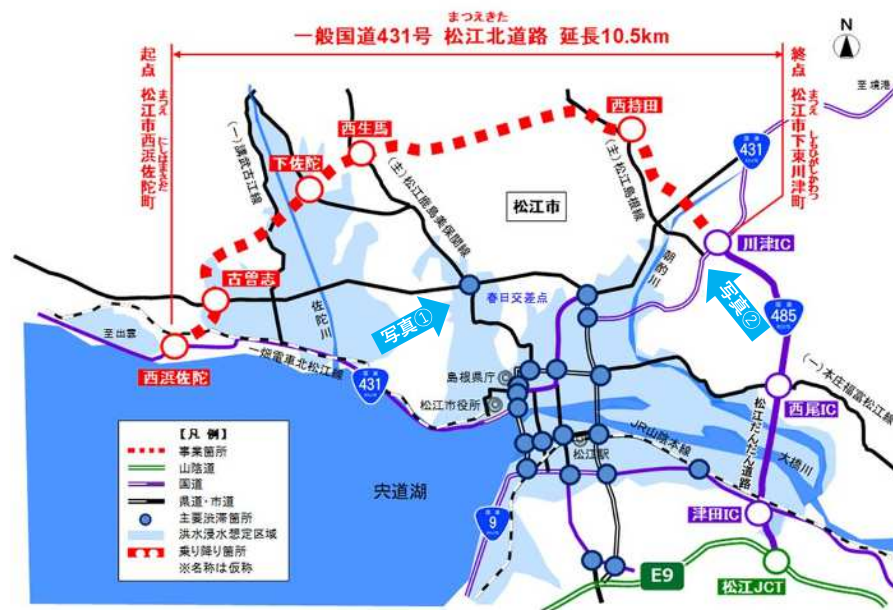 まつえきた
一般国道431号 松江北道路 延長10.5km
N
起点 松江市西浜佐陀町
まつえ
にしはまさだ
終点 松江市下東川津町
まつえ
しもひがしかわつ
至 境港
西持田
西生馬
下佐陀
国道
431
ROUTE
(一)講武古江線
(主)松江鹿島美保関線
(主)松江島根線
松江市
川津IC
朝酌川
古曽志
佐陀川
写真①
春日交差点
写真②
国道
485
ROUTE
至 出雲
西浜佐陀
一畑電車北松江線
国道
431
ROUTE
島根県庁
松江市役所
(一)本庄福富松江線
西尾IC
松江だんだん道路
JR山陰本線
松江駅
大橋川
宍道湖
津田IC
国道
9
ROUTE
E9
松江JCT
【凡 例】
事業箇所
山陰道
国道
県道・市道
主要渋滞箇所
洪水浸水想定区域
乗り降り箇所
※名称は仮称